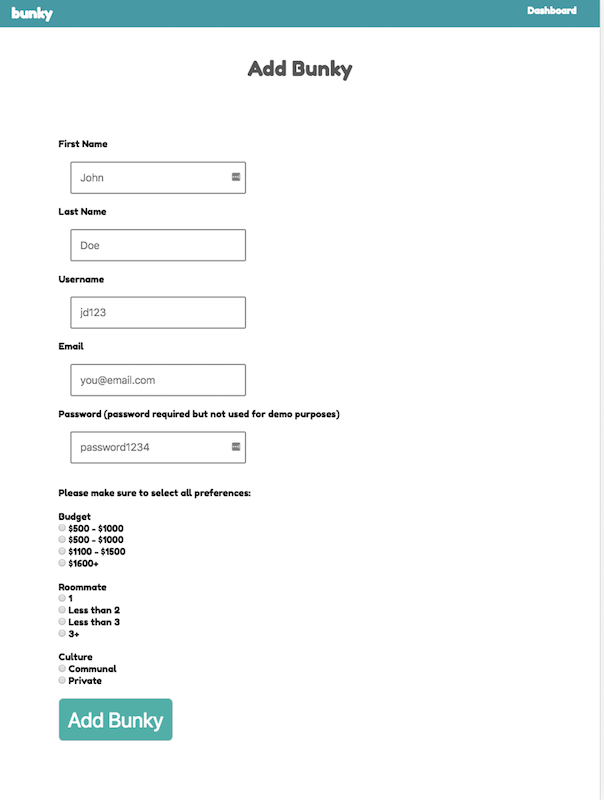 bunky Dashboard
Add Bunky
First Name
John
Last Name
Doe
Username
jd123
Email
you@email.com
Password (password required but not used for demo purposes)
password1234
Please make sure to select all preferences:
Budget
$500 - $1000
$500 - $1000
$1100 - $1500
$1600+
Roommate
1
Less than 2
Less than 3
3+
Culture
Communal
Private
Add Bunky